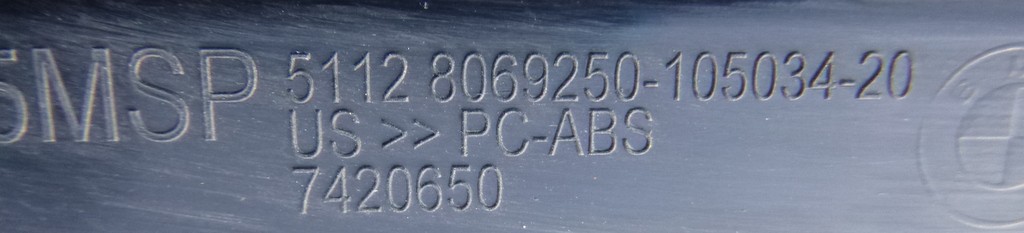 5MSP
5112 8069250-105034-20
US >> PC-ABS
7420650